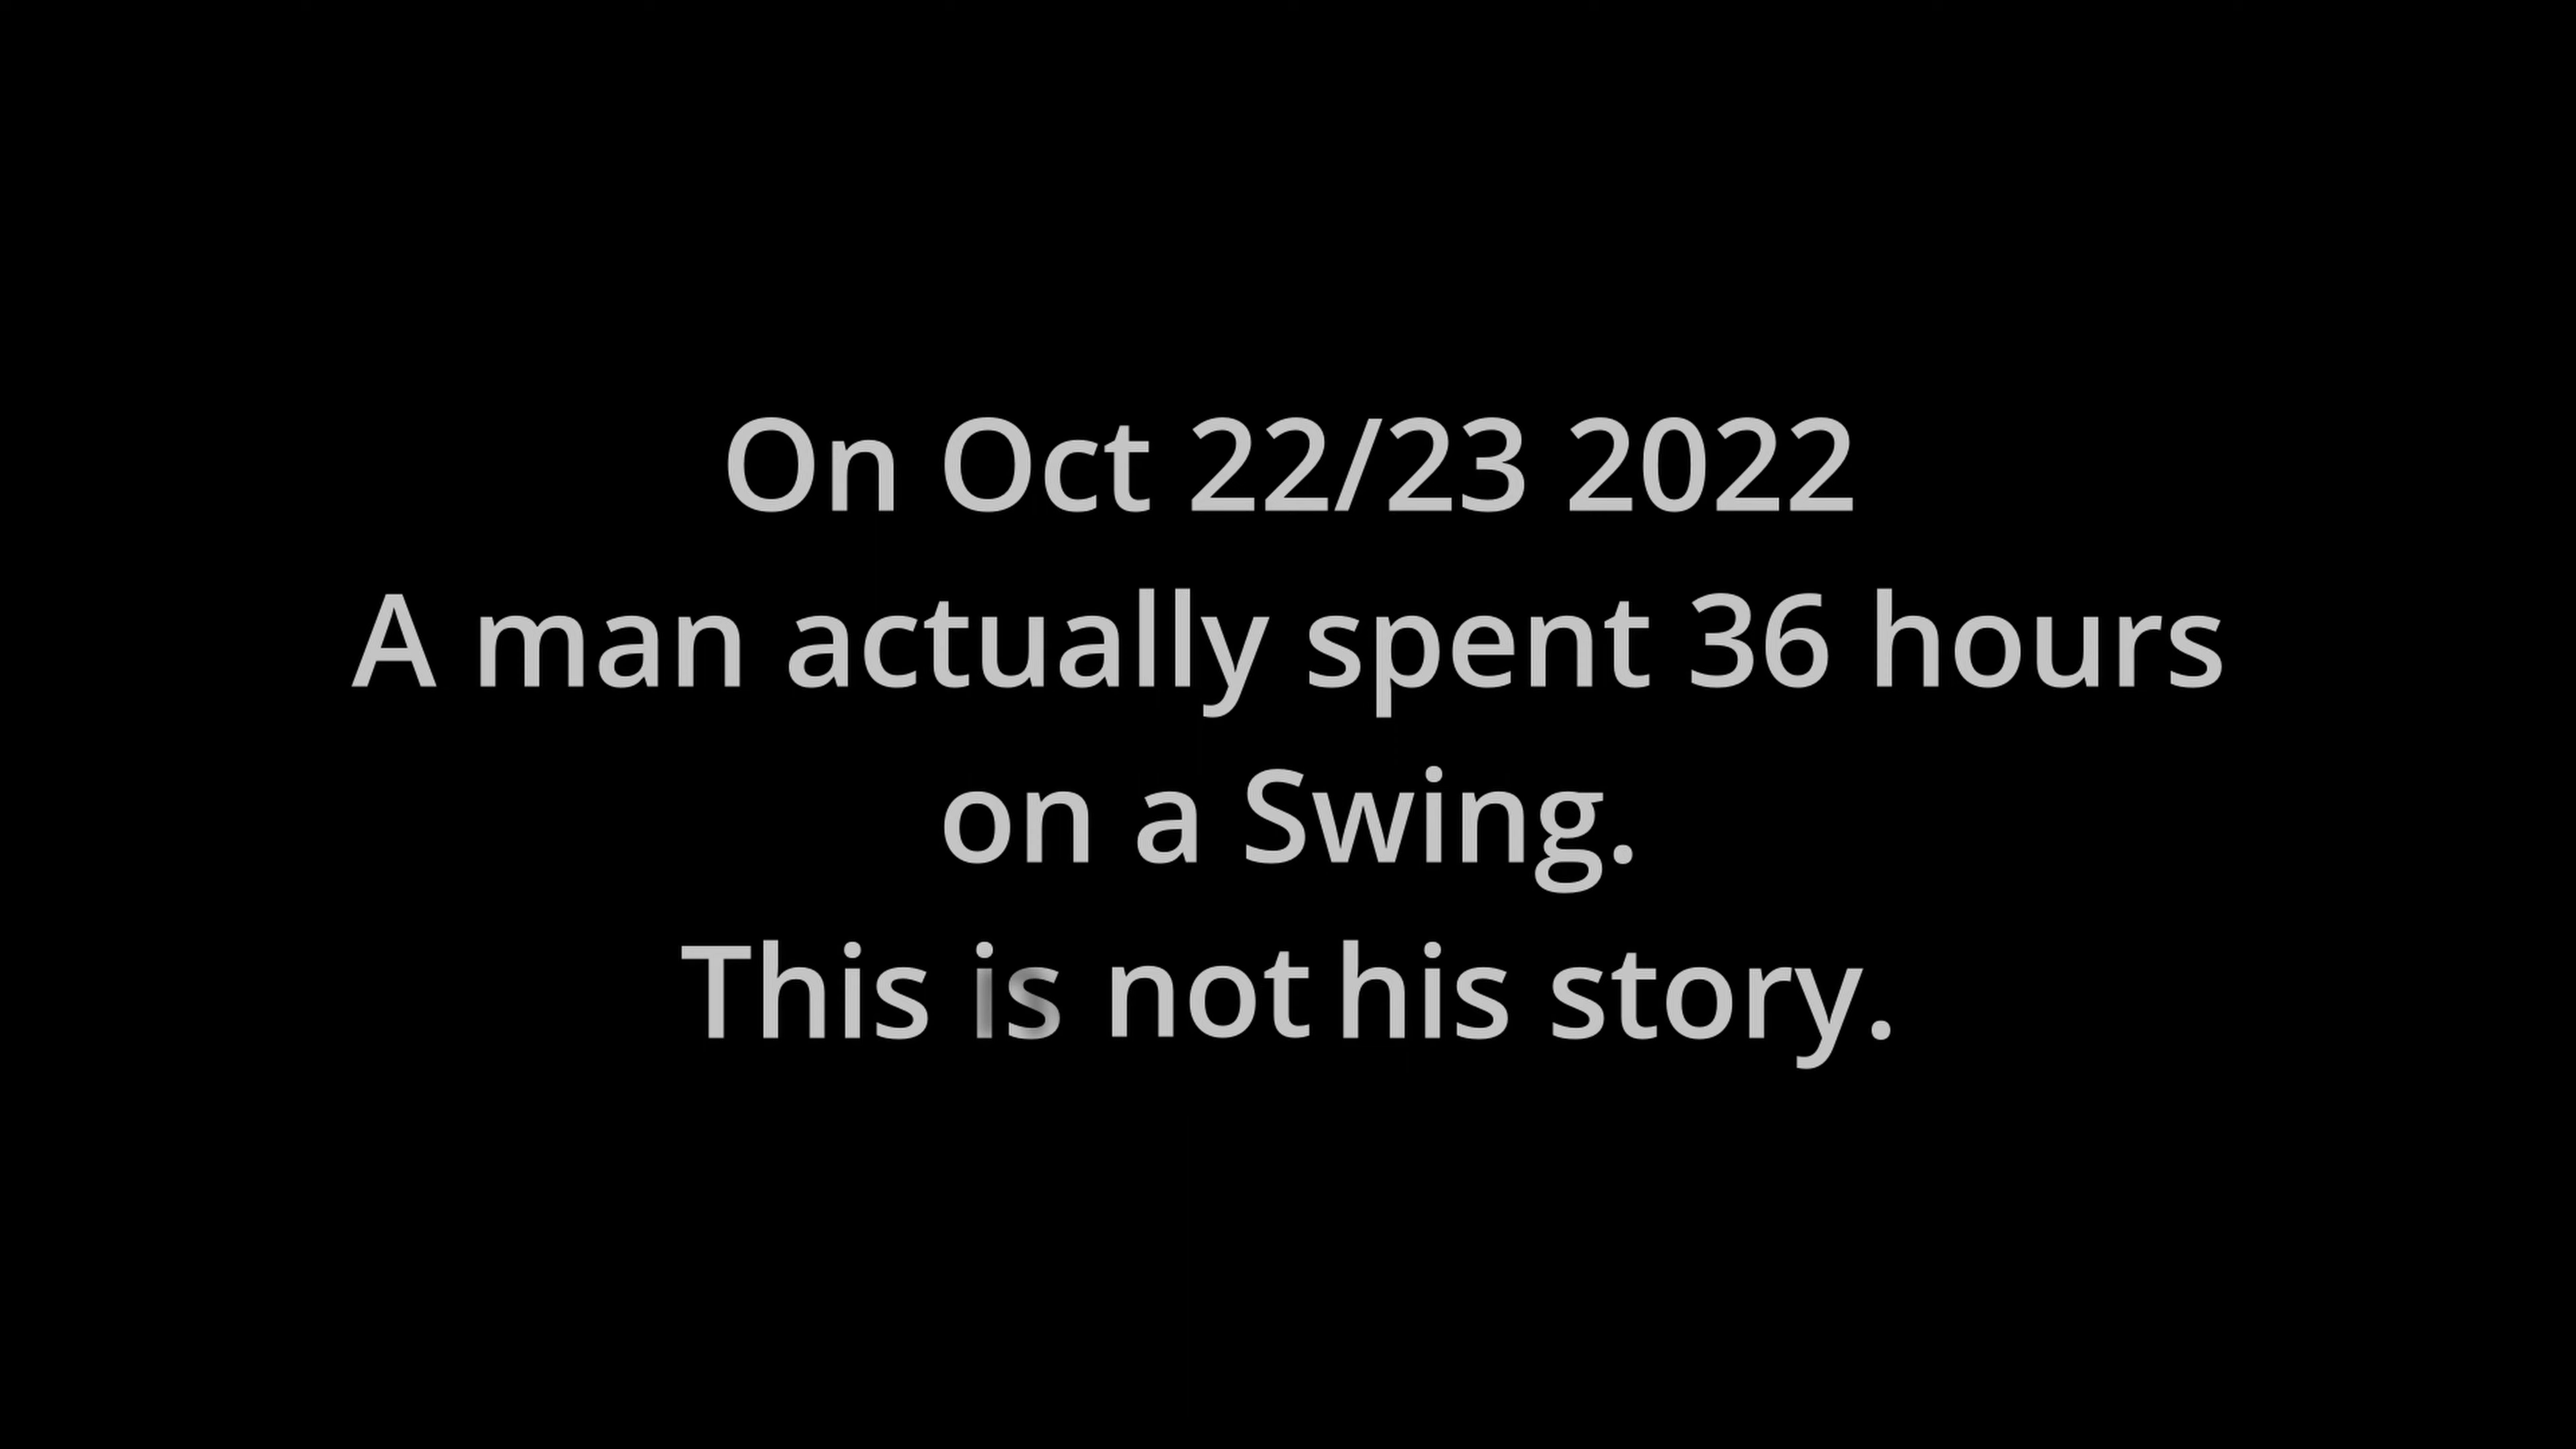 On Oct 22/23 2022
A man actually spent 36 hours
on a Swing.
This is not his story.